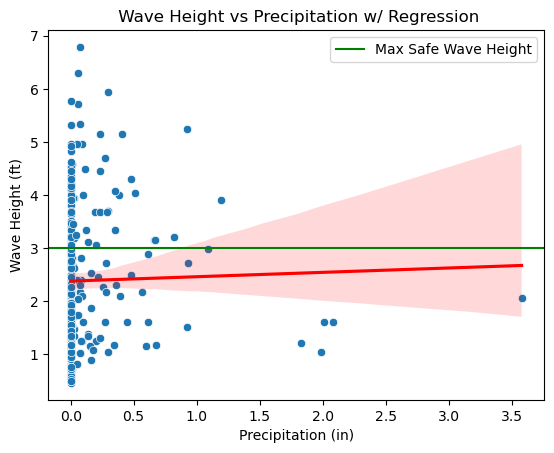 Wave Height vs Precipitation w/ Regression
Max Safe Wave Height
Wave Height (ft)
7
6
5
4
3
2
1
0.0 0.5 1.0 1.5 2.0 2.5 3.0 3.5
Precipitation (in)